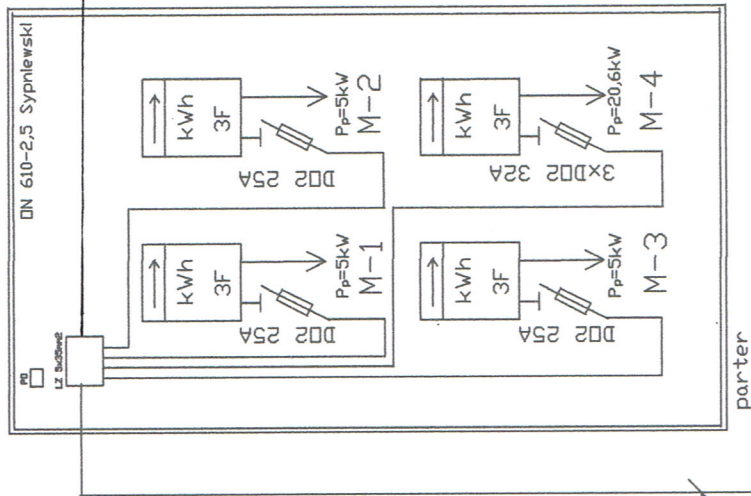 ON 610-2,5 Sypniewski
PO
LZ 5x35mm2
kWh
3F
DO2 25A
Pp=5kW
M-1
kWh
3F
DO2 25A
Pp=5kW
M-2
kWh
3F
DO2 25A
Pp=5kW
M-3
kWh
3F
3xDO2 32A
Pp=20,6kW
M-4
parter